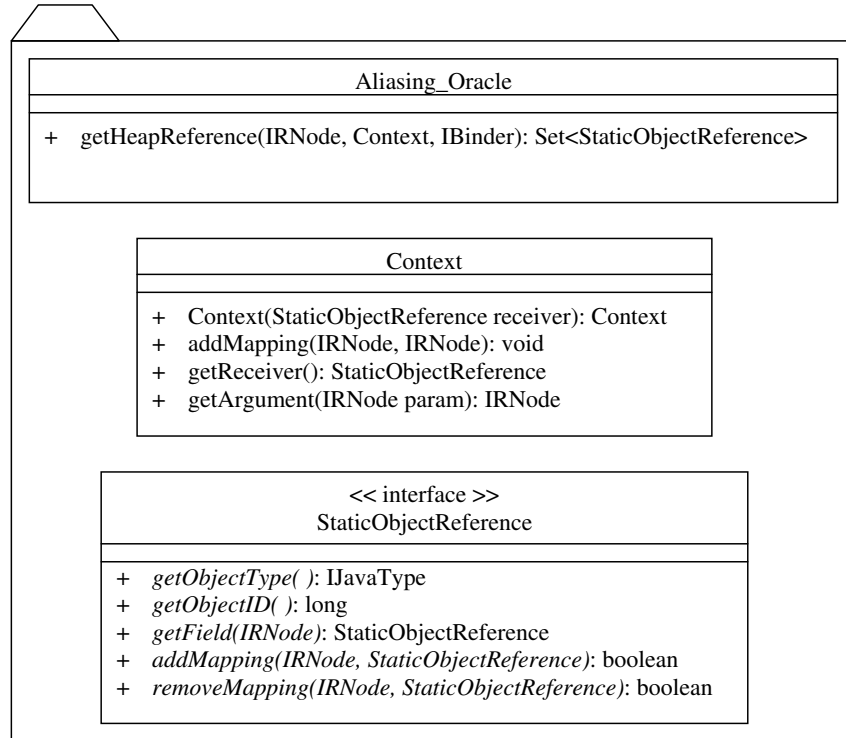 Aliasing_Oracle
+ getHeapReference(IRNode, Context, IBinder): Set<StaticObjectReference>
Context
+ Context(StaticObjectReference receiver): Context
+ addMapping(IRNode, IRNode): void
+ getReceiver(): StaticObjectReference
+ getArgument(IRNode param): IRNode
<< interface >>
StaticObjectReference
+ getObjectType( ): IJavaType
+ getObjectID( ): long
+ getField(IRNode): StaticObjectReference
+ addMapping(IRNode, StaticObjectReference): boolean
+ removeMapping(IRNode, StaticObjectReference): boolean